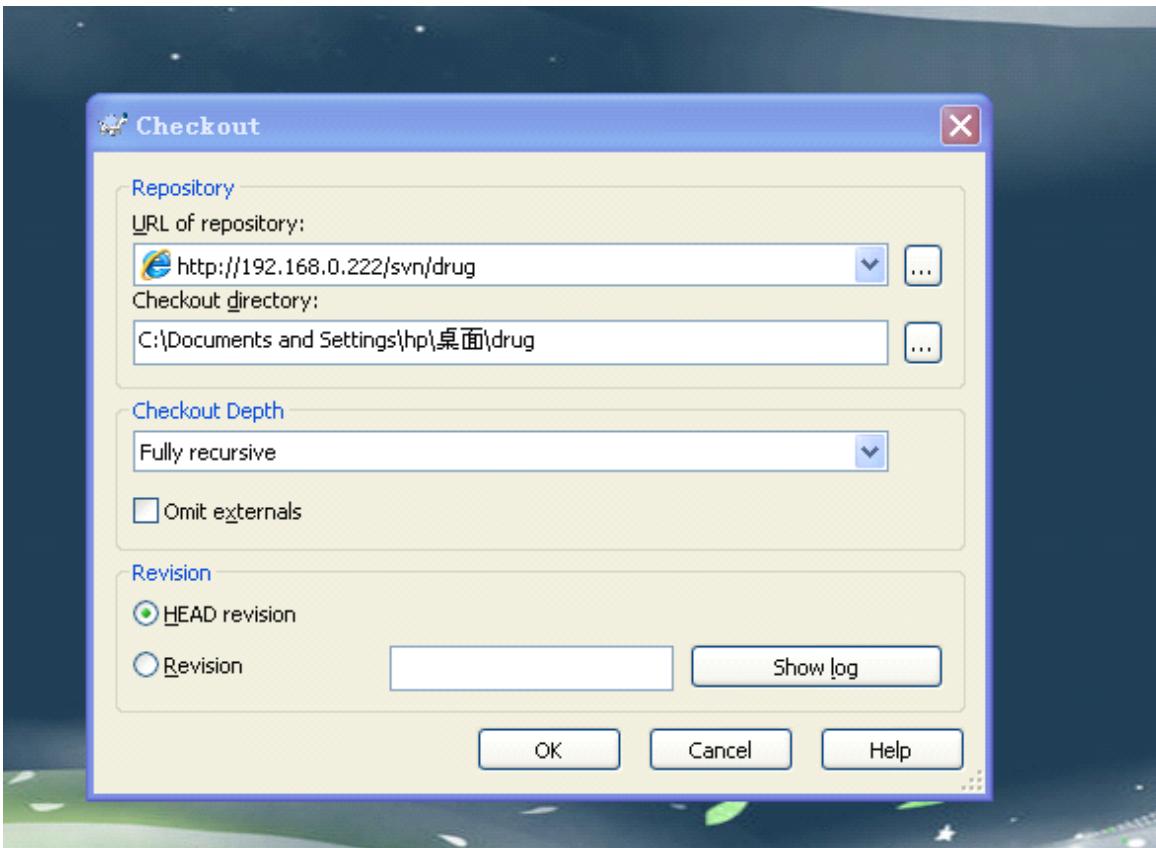 Checkout
Repository
URL of repository:
http://192.168.0.222/svn/drug
...
Checkout directory:
C:\Documents and Settings\hp\桌面\drug
...
Checkout Depth
Fully recursive
Omit externals
Revision
HEAD revision
Revision
Show log
OK
Cancel
Help